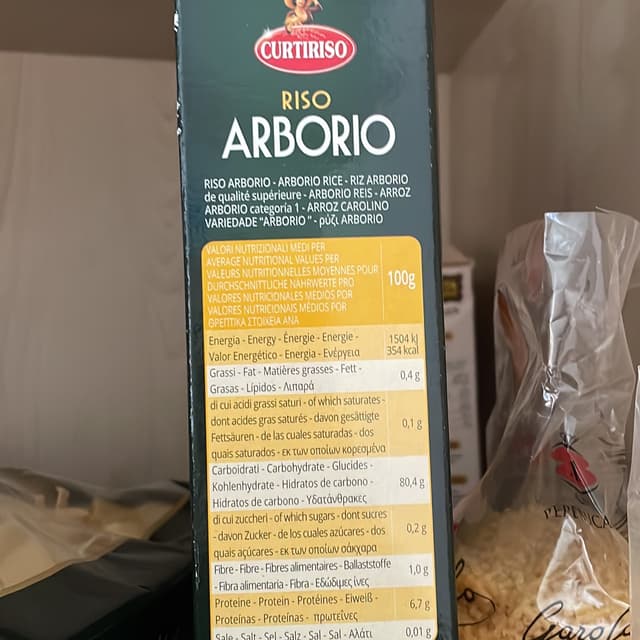 CURTIRISO
RISO
ARBORIO
RISO ARBORIO - ARBORIO RICE - RIZ ARBORIO
de qualité supérieure - ARBORIO REIS - ARROZ
ARBORIO categoría 1 - ARROZ CAROLINO
VARIEDADE "ARBORIO" - ρύζι ARBORIO
VALORI NUTRIZIONALI MEDI PER
AVERAGE NUTRITIONAL VALUES PER
VALEURS NUTRITIONNELLES MOYENNES POUR
DURCHSCHNITTLICHE NÄHRWERTE PRO
VALORES NUTRICIONALES MEDIOS POR
VALORES NUTRICIONAIS MÉDIOS POR
ΘΡΕΠΤΙΚΑ ΣΤΟΙΧΕΙΑ ΑΝΑ
100g
Energia - Energy - Énergie - Energie -
Valor Energético - Energia - Ενέργεια
1504 kJ
354 kcal
Grassi - Fat - Matières grasses - Fett -
Grasas - Lípidos - Λιπαρά
0,4 g
di cui acidi grassi saturi - of which saturates -
dont acides gras saturés - davon gesättigte
Fettsäuren - de las cuales saturadas - dos
quais saturados - εκ των οποίων κορεσμένα
0,1 g
Carboidrati - Carbohydrate - Glucides -
Kohlenhydrate - Hidratos de carbono -
Hidratos de carbono - Υδατάνθρακες
80,4 g
di cui zuccheri - of which sugars - dont sucres
- davon Zucker - de los cuales azúcares - dos
quais açúcares - εκ των οποίων σάκχαρα
0,2 g
Fibre - Fibre - Fibres alimentaires - Ballaststoffe
- Fibra alimentaria - Fibra - Εδώδιμες ίνες
1,0 g
Proteine - Protein - Protéines - Eiweiß -
Proteínas - Proteínas - πρωτεΐνες
6,7 g
Sale - Salt - Sel - Salz - Sal - Sal - Αλάτι
0,01 g